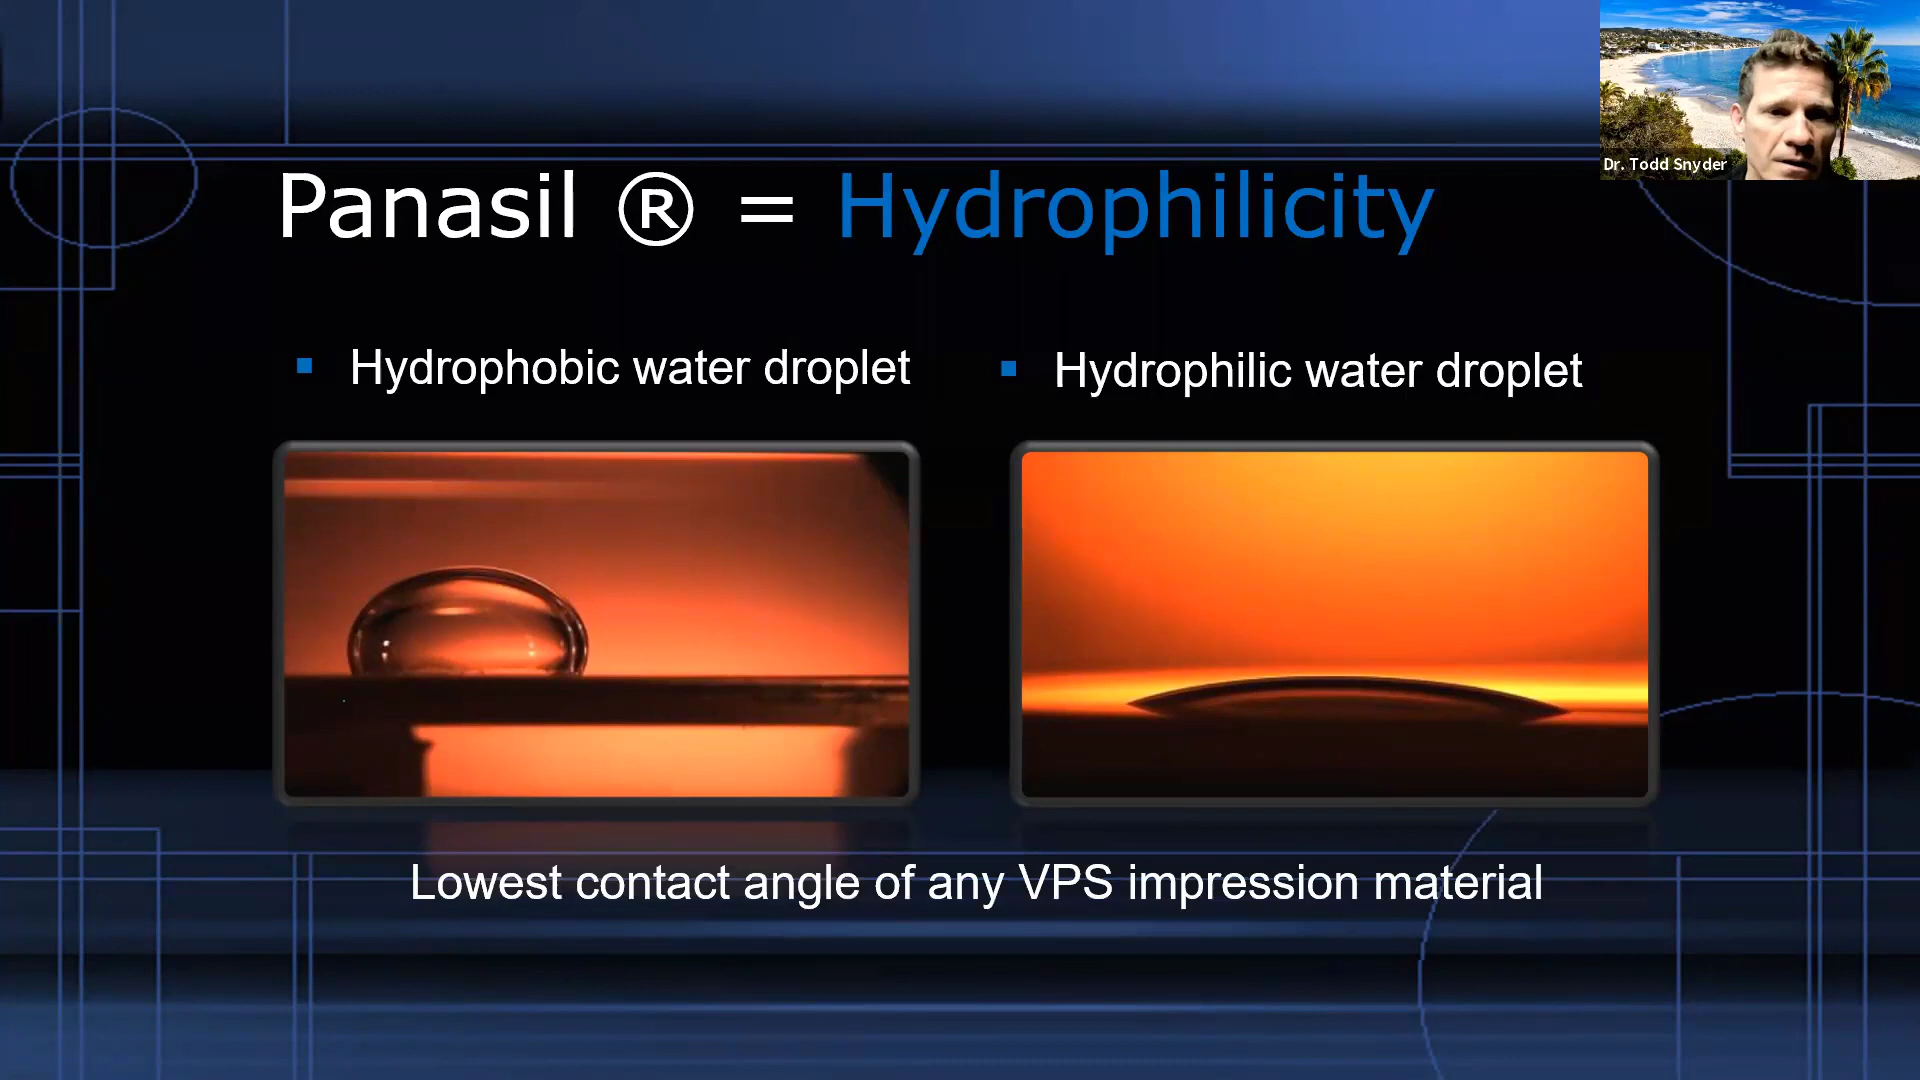 Dr. Todd Snyder
Panasil ® = Hydrophilicity
▪ Hydrophobic water droplet
▪ Hydrophilic water droplet
Lowest contact angle of any VPS impression material